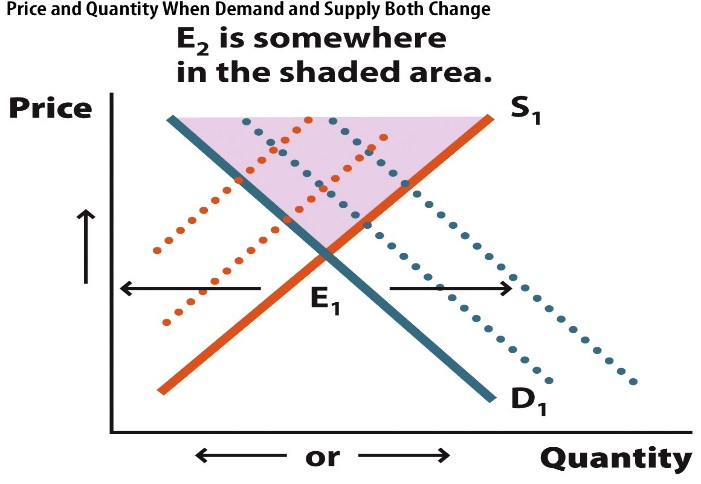 Price and Quantity When Demand and Supply Both Change
E₂ is somewhere
in the shaded area.
Price
S₁
E₁
D₁
or
Quantity